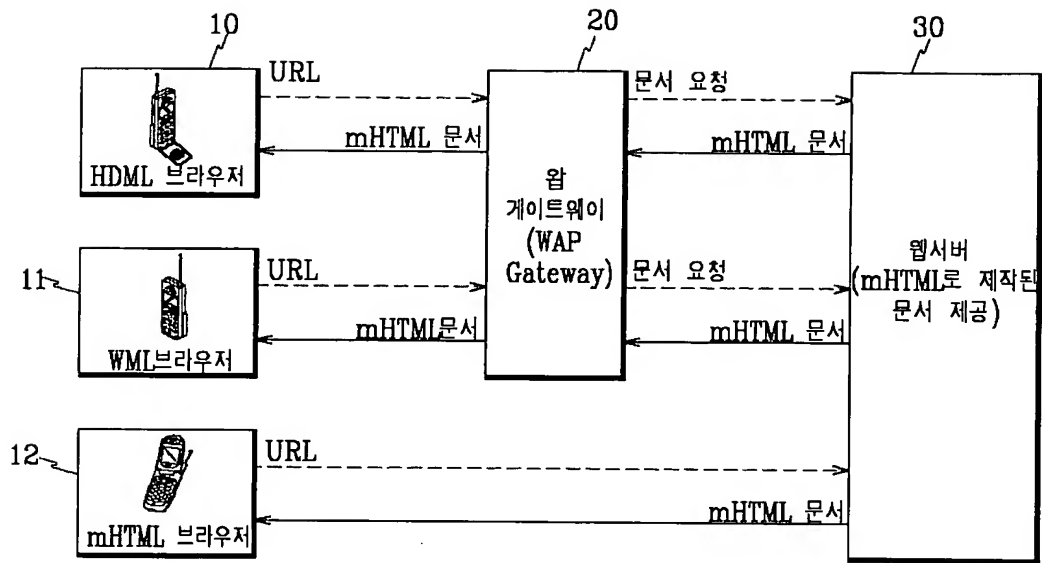 10
20
30
URL
문서 요청
mHTML 문서
mHTML 문서
HDML 브라우저
왑
게이트웨이
(WAP
Gateway)
웹서버
(mHTML로 제작된
문서 제공)
11
URL
문서 요청
mHTML문서
mHTML 문서
WML브라우저
12
URL
mHTML 문서
mHTML 브라우저